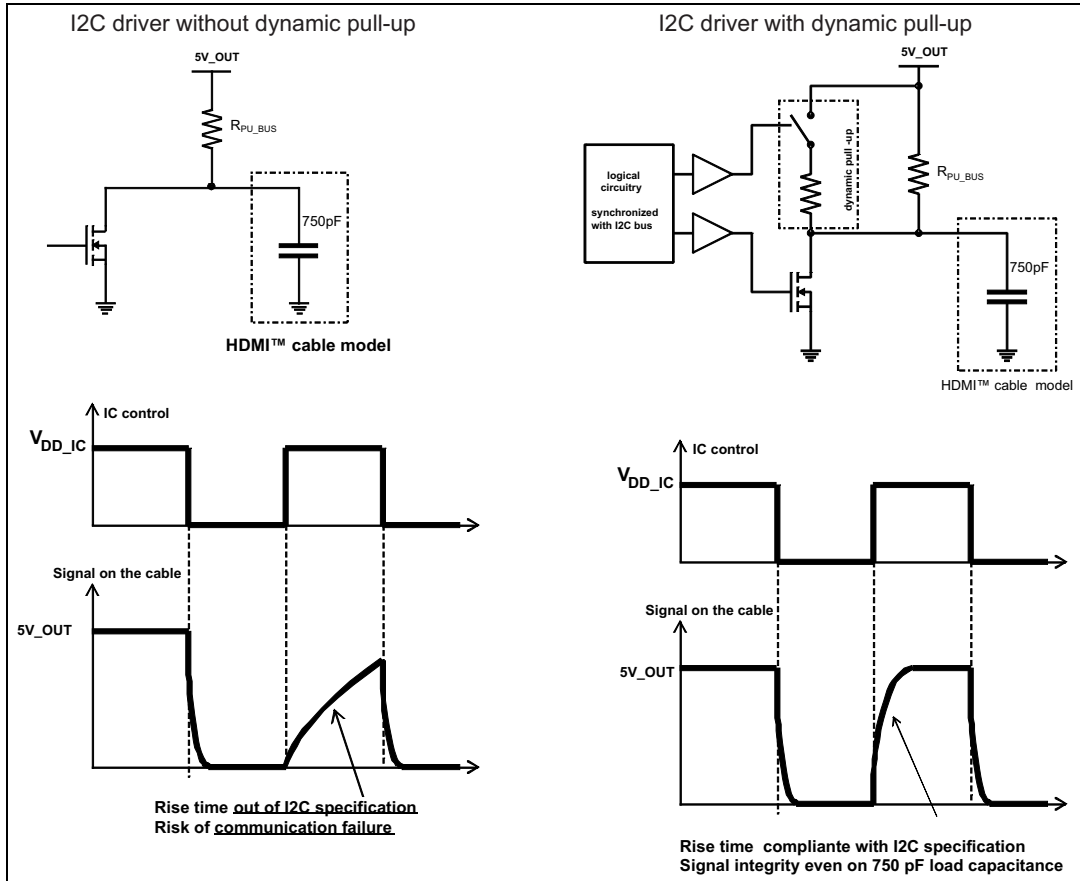 I2C driver without dynamic pull-up
5V_OUT
RPU_BUS
750pF
HDMI™ cable model
IC control
VDD_IC
Signal on the cable
5V_OUT
Rise time out of I2C specification
Risk of communication failure
I2C driver with dynamic pull-up
5V_OUT
logical
circuitry
synchronized
with I2C bus
dynamic pull -up
RPU_BUS
750pF
HDMI™ cable model
IC control
VDD_IC
Signal on the cable
5V_OUT
Rise time compliante with I2C specification
Signal integrity even on 750 pF load capacitance